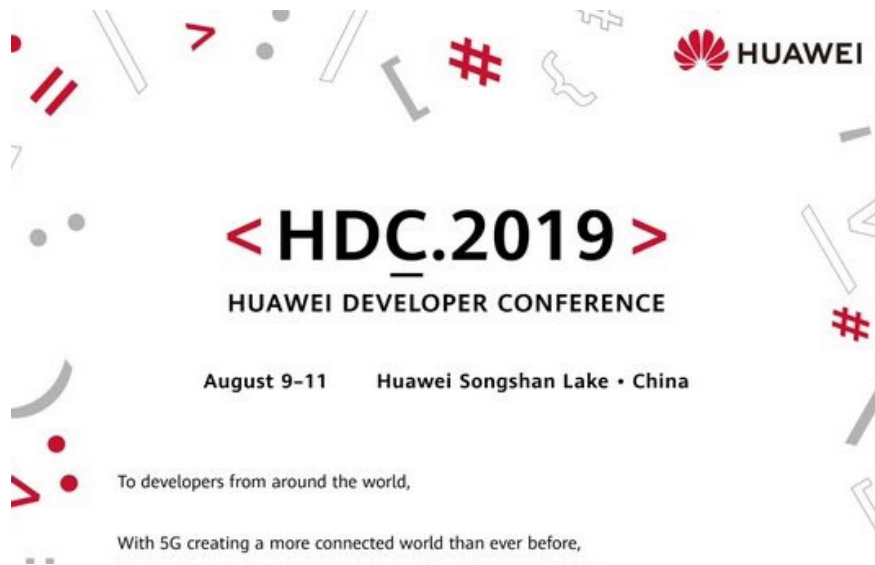 HUAWEI
<HDC.2019>
HUAWEI DEVELOPER CONFERENCE
August 9–11 Huawei Songshan Lake • China
To developers from around the world,
With 5G creating a more connected world than ever before,